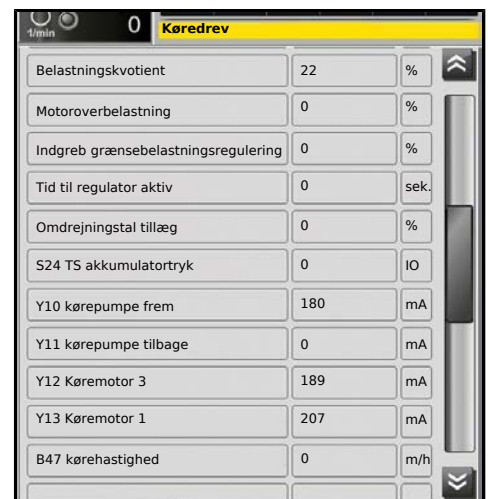 1/min 0 Køredrev
Belastningskvotient 22 %
Motoroverbelastning 0 %
Indgreb grænsebelastningsregulering 0 %
Tid til regulator aktiv 0 sek.
Omdrejningstal tillæg 0 %
S24 TS akkumulatortryk 0 IO
Y10 kørepumpe frem 180 mA
Y11 kørepumpe tilbage 0 mA
Y12 Køremotor 3 189 mA
Y13 Køremotor 1 207 mA
B47 kørehastighed 0 m/h